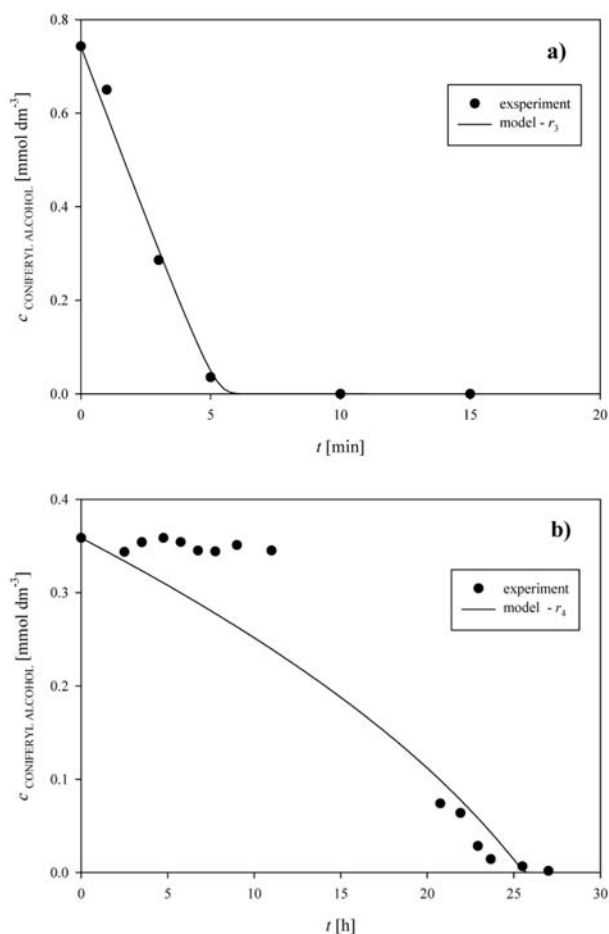 a)
0.8
0.6
0.4
0.2
0.0
c CONIFERYL ALCOHOL [mmol dm⁻³]
exsperiment
model - r₃
0 5 10 15 20
t [min]
b)
0.4
0.3
0.2
0.1
0.0
c CONIFERYL ALCOHOL [mmol dm⁻³]
experiment
model - r₄
0 5 10 15 20 25 30
t [h]